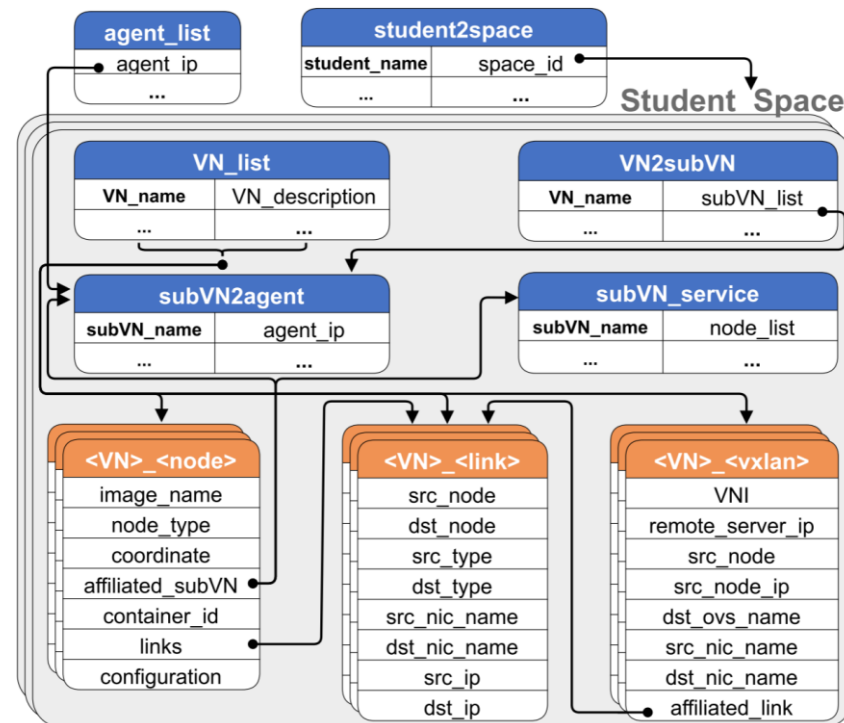 agent_list
agent_ip
...
student2space
student_name space_id
... ...
Student Space
VN_list
VN_name VN_description
... ...
VN2subVN
VN_name subVN_list
... ...
subVN2agent
subVN_name agent_ip
... ...
subVN_service
subVN_name node_list
... ...
<VN>_<node>
image_name
node_type
coordinate
affiliated_subVN
container_id
links
configuration
<VN>_<link>
src_node
dst_node
src_type
dst_type
src_nic_name
dst_nic_name
src_ip
dst_ip
<VN>_<vxlan>
VNI
remote_server_ip
src_node
src_node_ip
dst_ovs_name
src_nic_name
dst_nic_name
affiliated_link